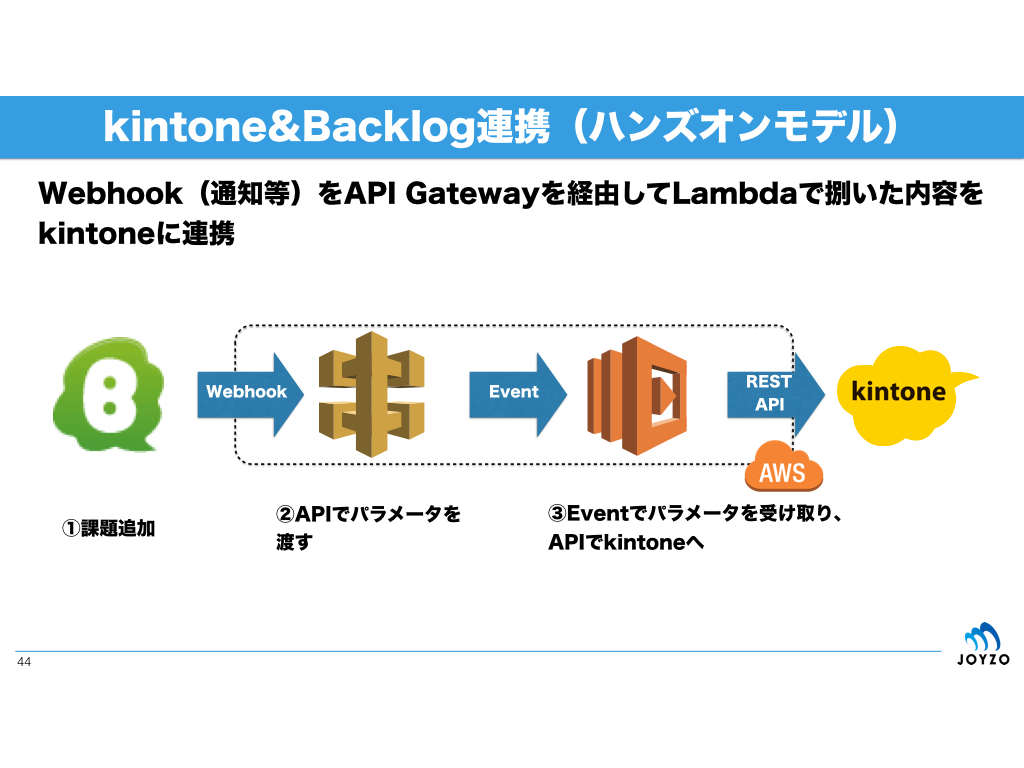 kintone&Backlog連携（ハンズオンモデル）
Webhook（通知等）をAPI Gatewayを経由してLambdaで捌いた内容を
kintoneに連携
Webhook
Event
REST
API
kintone
AWS
①課題追加
②APIでパラメータを
渡す
③Eventでパラメータを受け取り、
APIでkintoneへ
44
JOYZO